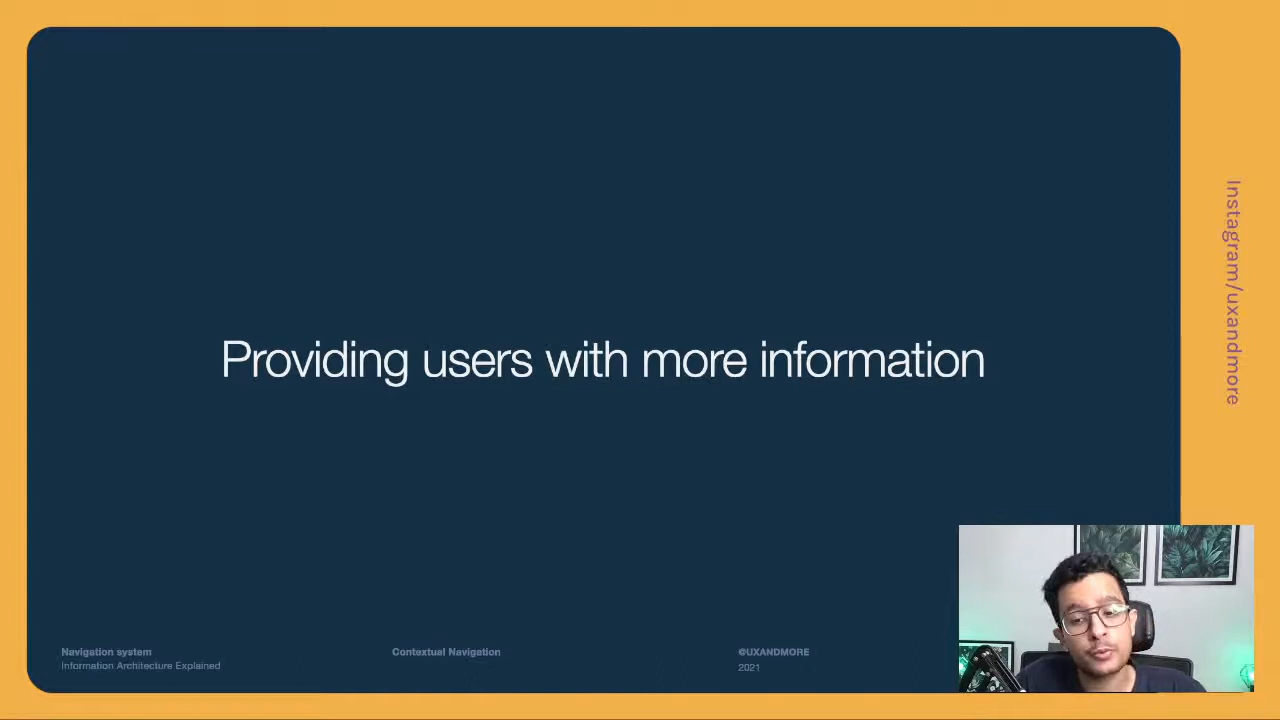 Providing users with more information
Instagram/uxandmore
Navigation system
Information Architecture Explained
Contextual Navigation
@UXANDMORE
2021